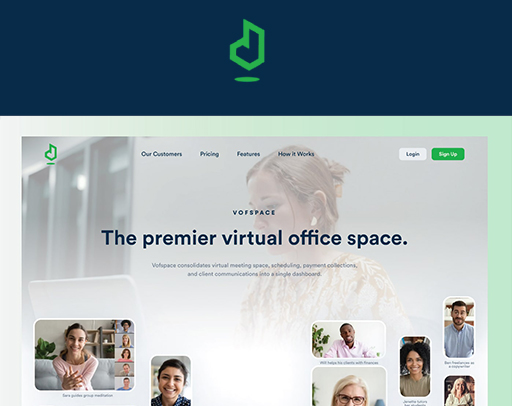 Our Customers Pricing Features How it Works Login Sign Up
VOFSPACE
The premier virtual office space.
Vofspace consolidates virtual meeting space, scheduling, payment collections,
and client communications into a single dashboard.
Sara guides group meditation
Will helps his clients with finances
Ben freelances as
a copywriter
Janette tutors